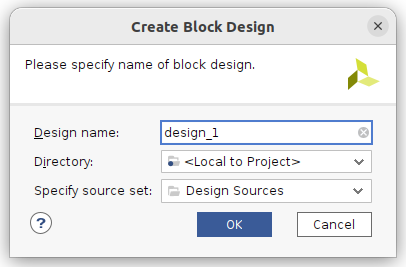 Create Block Design
Please specify name of block design.
Design name: design_1
Directory: <Local to Project>
Specify source set: Design Sources
? OK Cancel